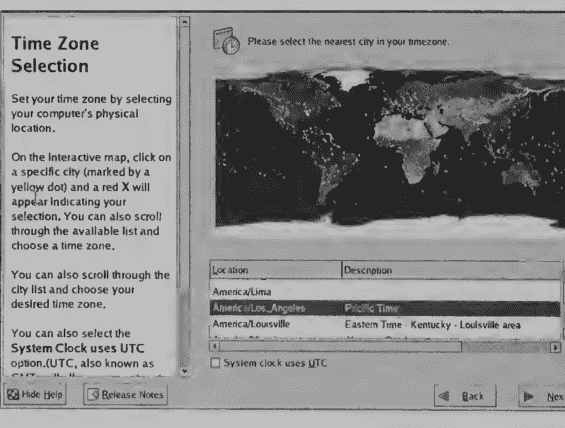 Time Zone
Selection
Set your time zone by selecting
your computer's physical
location.
On the interactive map, click on
a specific city (marked by a
yellow dot) and a red X will
appear indicating your
selection. You can also scroll
through the available list and
choose a time zone.
You can also scroll through the
city list and choose your
desired time zone.
You can also select the
System Clock uses UTC
option.(UTC, also known as
Please select the nearest city in your timezone.
Location Description
America/Lima
America/Los_Angeles Pacific Time
America/Louisville Eastern Time - Kentucky - Louisville area
System clock uses UTC
Hide Help Release Notes Back Nex